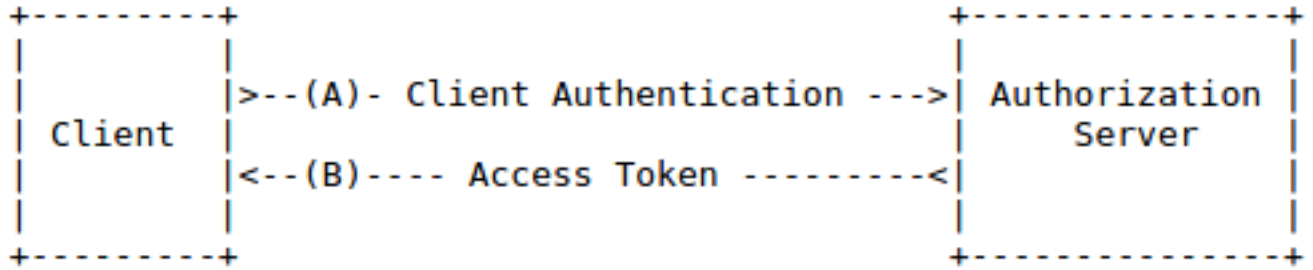 +---------+                                  +---------------+
|         |                                  |               |
|         |>--(A)- Client Authentication --->| Authorization |
| Client  |                                  |     Server    |
|         |<--(B)---- Access Token ---------<|               |
|         |                                  |               |
+---------+                                  +---------------+